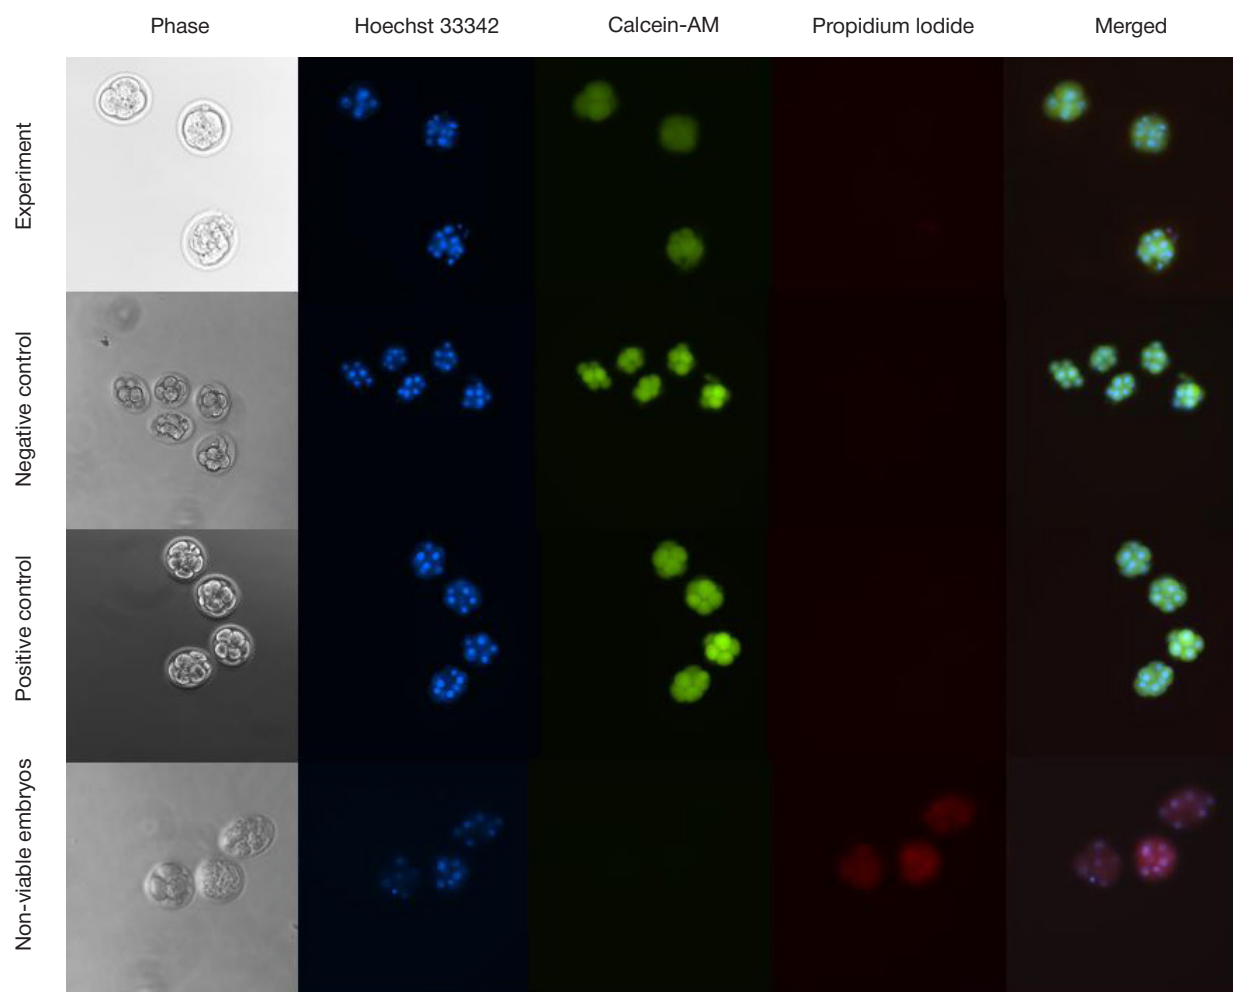 Phase
Hoechst 33342
Calcein-AM
Propidium Iodide
Merged
Experiment
Negative control
Positive control
Non-viable embryos